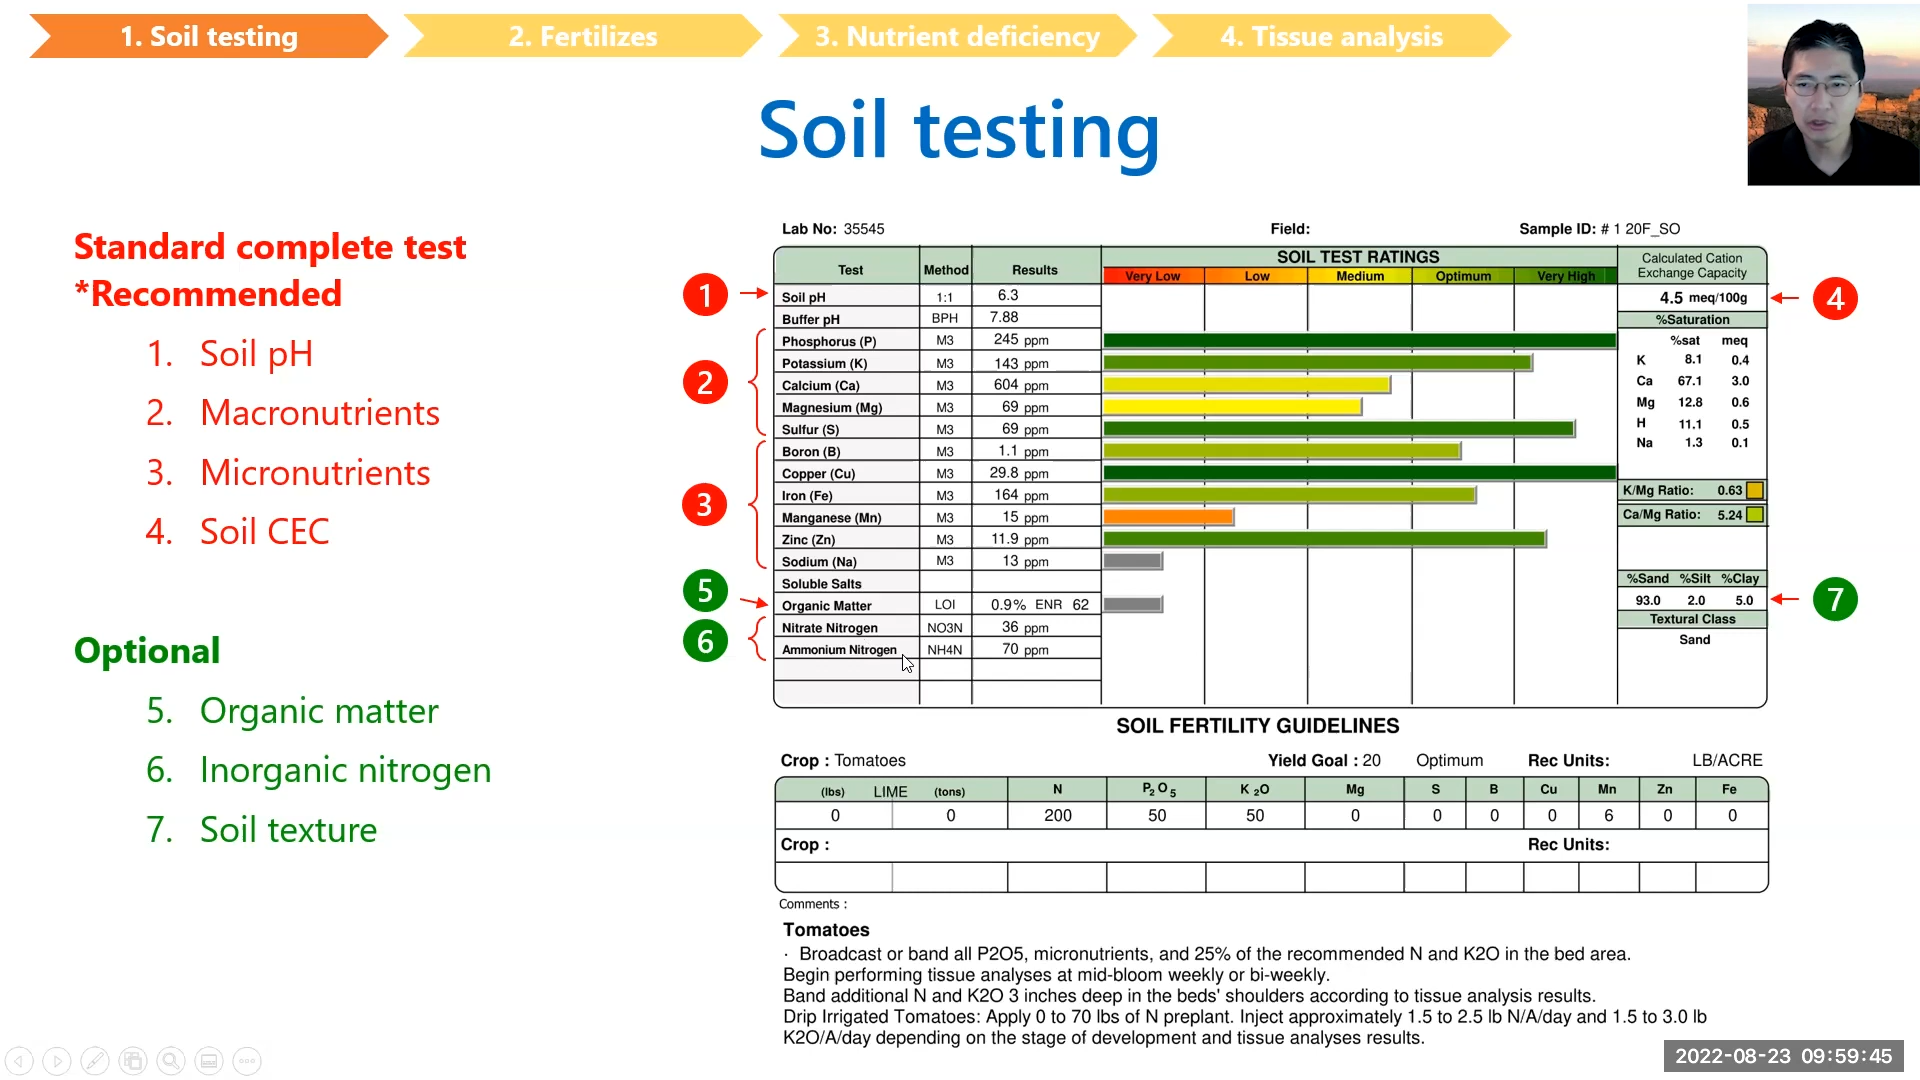 1. Soil testing
2. Fertilizes
3. Nutrient deficiency
4. Tissue analysis
Soil testing
Standard complete test
*Recommended
1. Soil pH
2. Macronutrients
3. Micronutrients
4. Soil CEC
Optional
5. Organic matter
6. Inorganic nitrogen
7. Soil texture
Lab No: 35545 Field: Sample ID: # 1 20F_SO
Test Method Results SOIL TEST RATINGS
Very Low Low Medium Optimum Very High
1 Soil pH 1:1 6.3
Buffer pH BPH 7.88
Phosphorus (P) M3 245 ppm
Potassium (K) M3 143 ppm
2 Calcium (Ca) M3 604 ppm
Magnesium (Mg) M3 69 ppm
Sulfur (S) M3 69 ppm
Boron (B) M3 1.1 ppm
Copper (Cu) M3 29.8 ppm
3 Iron (Fe) M3 164 ppm
Manganese (Mn) M3 15 ppm
Zinc (Zn) M3 11.9 ppm
Sodium (Na) M3 13 ppm
Soluble Salts
5 Organic Matter LOI 0.9% ENR 62
6 Nitrate Nitrogen NO3N 36 ppm
Ammonium Nitrogen NH4N 70 ppm
Calculated Cation
Exchange Capacity
4.5 meq/100g 4
%Saturation
%sat meq
K 8.1 0.4
Ca 67.1 3.0
Mg 12.8 0.6
H 11.1 0.5
Na 1.3 0.1
K/Mg Ratio: 0.63
Ca/Mg Ratio: 5.24
%Sand %Silt %Clay
93.0 2.0 5.0 7
Textural Class
Sand
SOIL FERTILITY GUIDELINES
Crop : Tomatoes Yield Goal : 20 Optimum Rec Units: LB/ACRE
(lbs) LIME (tons) N P2O5 K2O Mg S B Cu Mn Zn Fe
0 0 200 50 50 0 0 0 0 6 0 0
Crop : Rec Units:
Comments :
Tomatoes
· Broadcast or band all P2O5, micronutrients, and 25% of the recommended N and K2O in the bed area.
Begin performing tissue analyses at mid-bloom weekly or bi-weekly.
Band additional N and K2O 3 inches deep in the beds' shoulders according to tissue analysis results.
Drip Irrigated Tomatoes: Apply 0 to 70 lbs of N preplant. Inject approximately 1.5 to 2.5 lb N/A/day and 1.5 to 3.0 lb
K2O/A/day depending on the stage of development and tissue analyses results.
2022-08-23 09:59:45